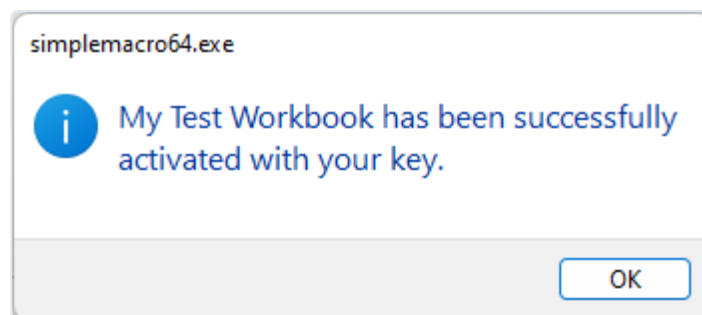 simplemacro64.exe
My Test Workbook has been successfully
activated with your key.
OK